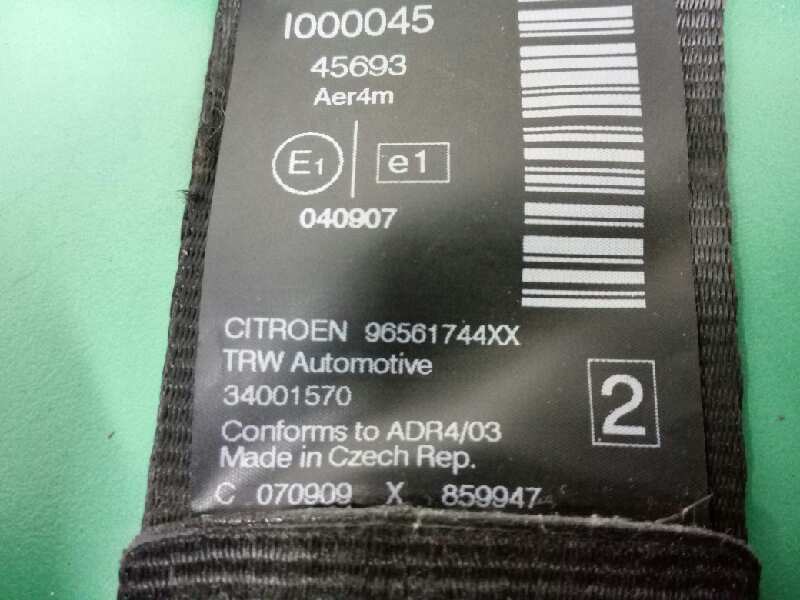 I000045
45693
Aer4m
E1 e1
040907
CITROEN 96561744XX
TRW Automotive
34001570
2
Conforms to ADR4/03
Made in Czech Rep.
C 070909 X 859947